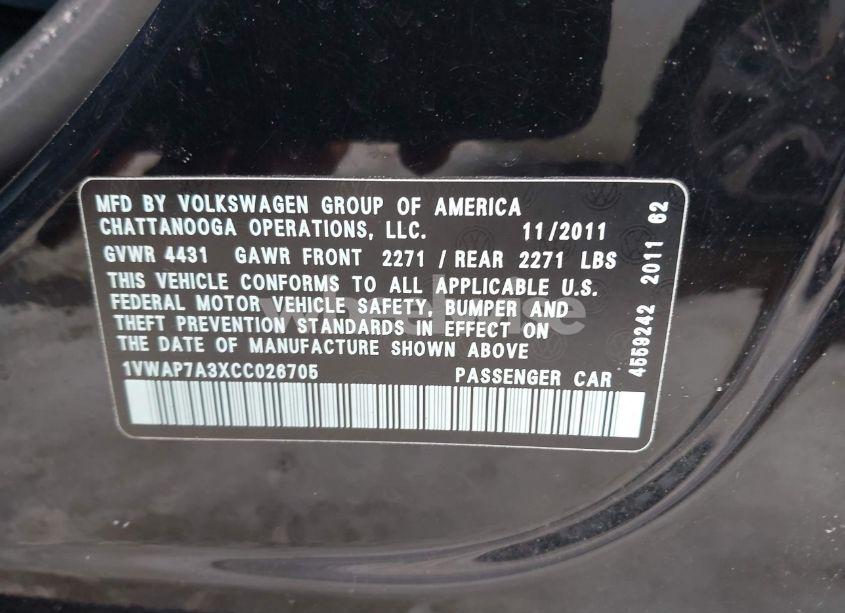 MFD BY VOLKSWAGEN GROUP OF AMERICA
CHATTANOOGA OPERATIONS, LLC. 11/2011
GVWR 4431 GAWR FRONT 2271 / REAR 2271 LBS
THIS VEHICLE CONFORMS TO ALL APPLICABLE U.S.
FEDERAL MOTOR VEHICLE SAFETY, BUMPER AND
THEFT PREVENTION STANDARDS IN EFFECT ON
THE DATE OF MANUFACTURE SHOWN ABOVE
1VWAP7A3XCC026705 PASSENGER CAR
4559242 2011 62